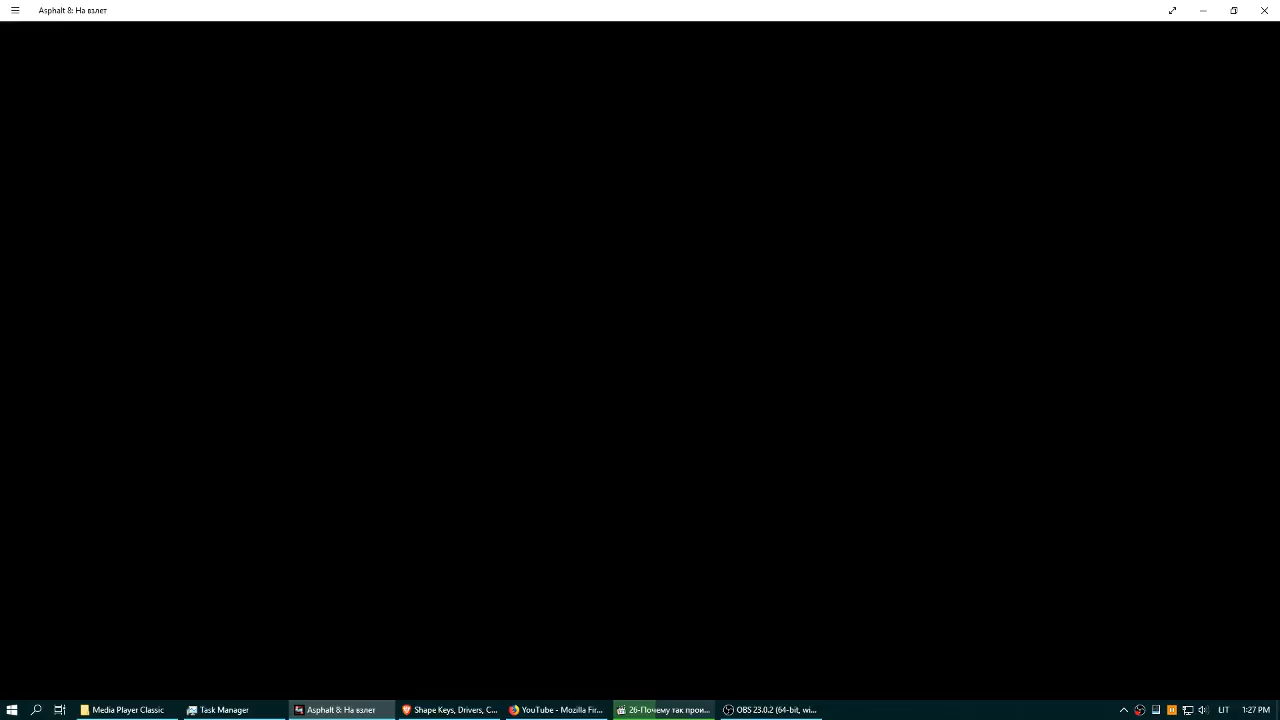 Asphalt 8: На взлет
Media Player Classic
Task Manager
Asphalt 8: На взлет
Shape Keys, Drivers, C...
YouTube - Mozilla Fir...
26-Почему так прои...
OBS 23.0.2 (64-bit, wi...
LIT
1:27 PM